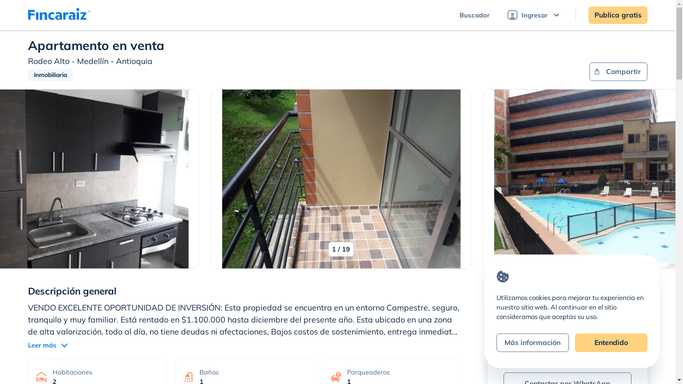 Fincaraiz
Buscador
Ingresar
Publica gratis
Apartamento en venta
Rodeo Alto - Medellín - Antioquia
Inmobiliaria
Compartir
1 / 19
Descripción general
VENDO EXCELENTE OPORTUNIDAD DE INVERSIÓN: Esta propiedad se encuentra en un entorno Campestre, seguro,
tranquilo y muy familiar. Está rentado en $1.100.000 hasta diciembre del presente año. Esta ubicado en una zona
de alta valorización, todo al día, no tiene deudas ni afectaciones, Bajos costos de sostenimiento, entrega inmediat...
Leer más
Utilizamos cookies para mejorar tu experiencia en
nuestro sitio web. Al continuar en el sitio
consideramos que aceptas su uso.
Más información
Entendido
Habitaciones
2
Baños
1
Parqueaderos
1
Contactar por WhatsApp